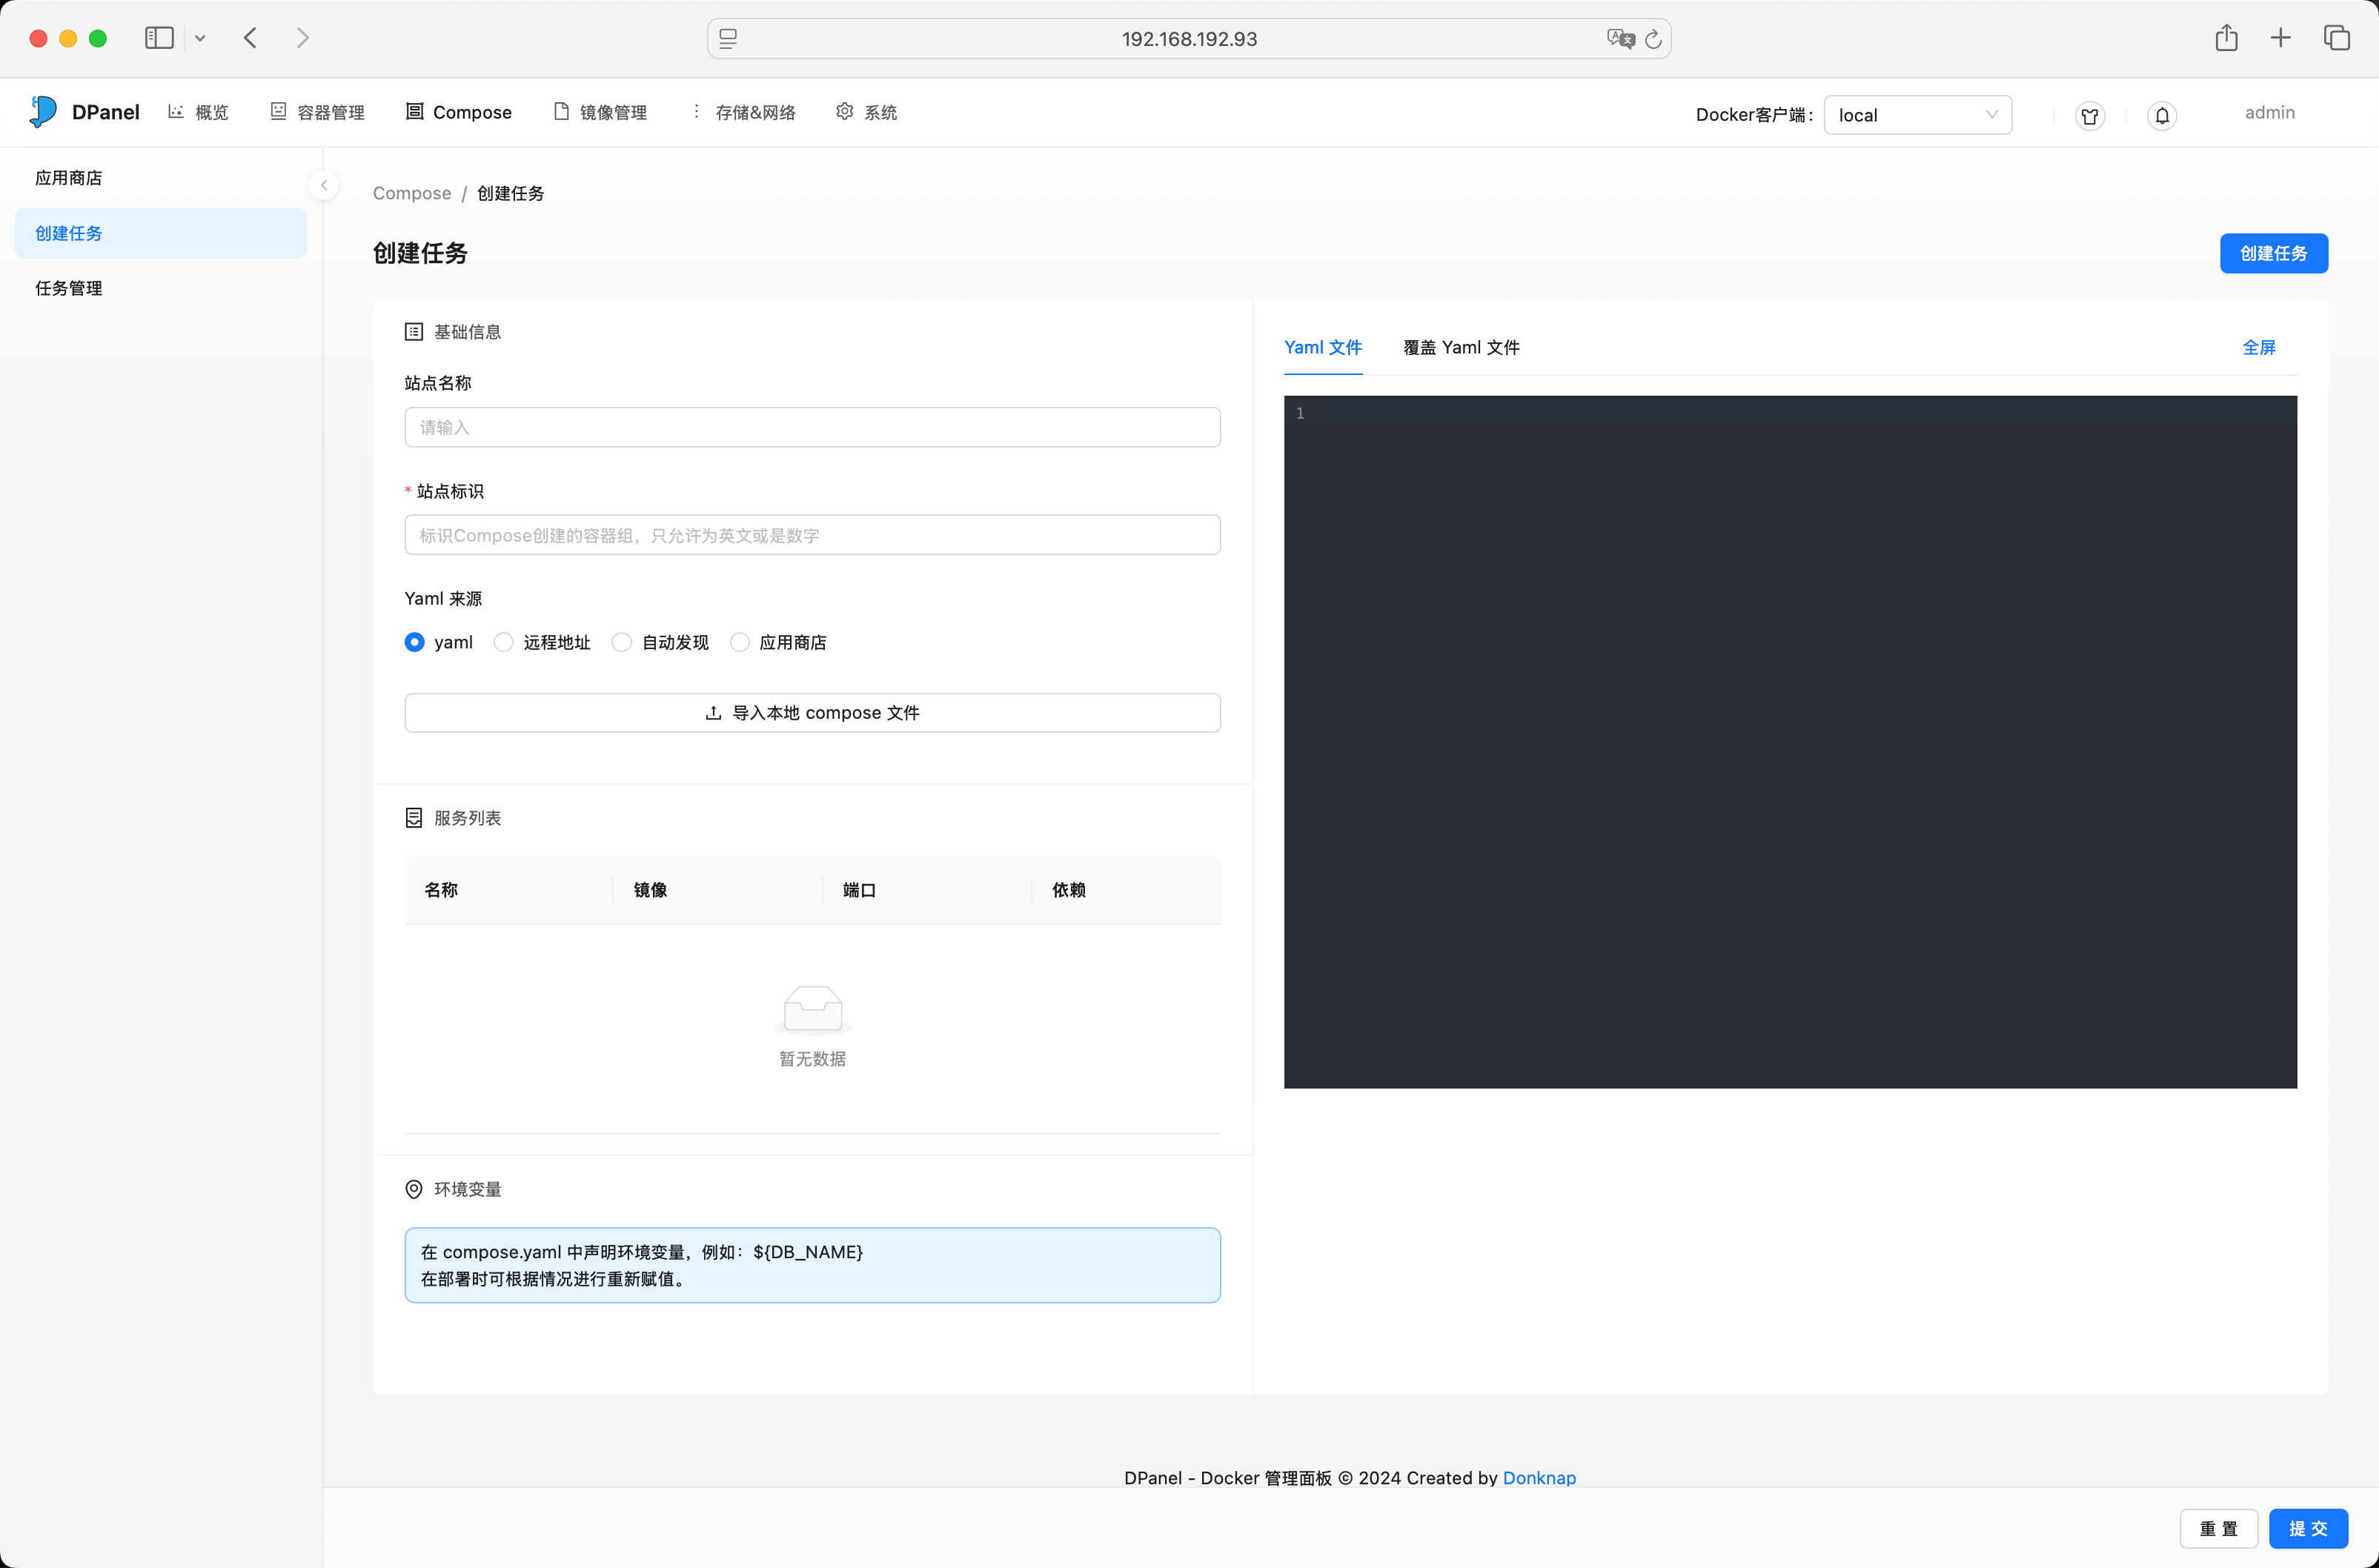 192.168.192.93
DPanel
概览
容器管理
Compose
镜像管理
存储&网络
系统
Docker客户端：
local
admin
应用商店
创建任务
任务管理
Compose / 创建任务
创建任务
创建任务
基础信息
站点名称
请输入
* 站点标识
标识Compose创建的容器组，只允许为英文或是数字
Yaml 来源
yaml
远程地址
自动发现
应用商店
导入本地 compose 文件
服务列表
名称
镜像
端口
依赖
暂无数据
环境变量
在 compose.yaml 中声明环境变量，例如：${DB_NAME}
在部署时可根据情况进行重新赋值。
Yaml 文件
覆盖 Yaml 文件
全屏
1
DPanel - Docker 管理面板 © 2024 Created by Donknap
重 置
提 交